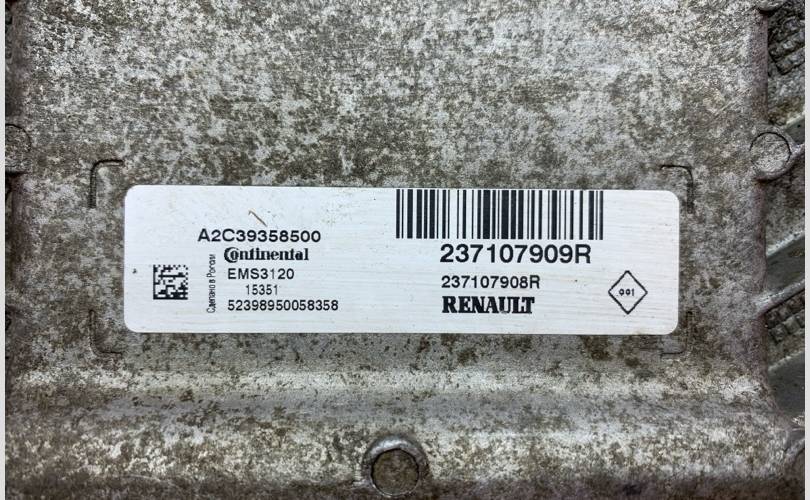 A2C39358500
Continental
EMS3120
15351
52398950058358
Сделано в России
237107909R
237107908R
RENAULT
001